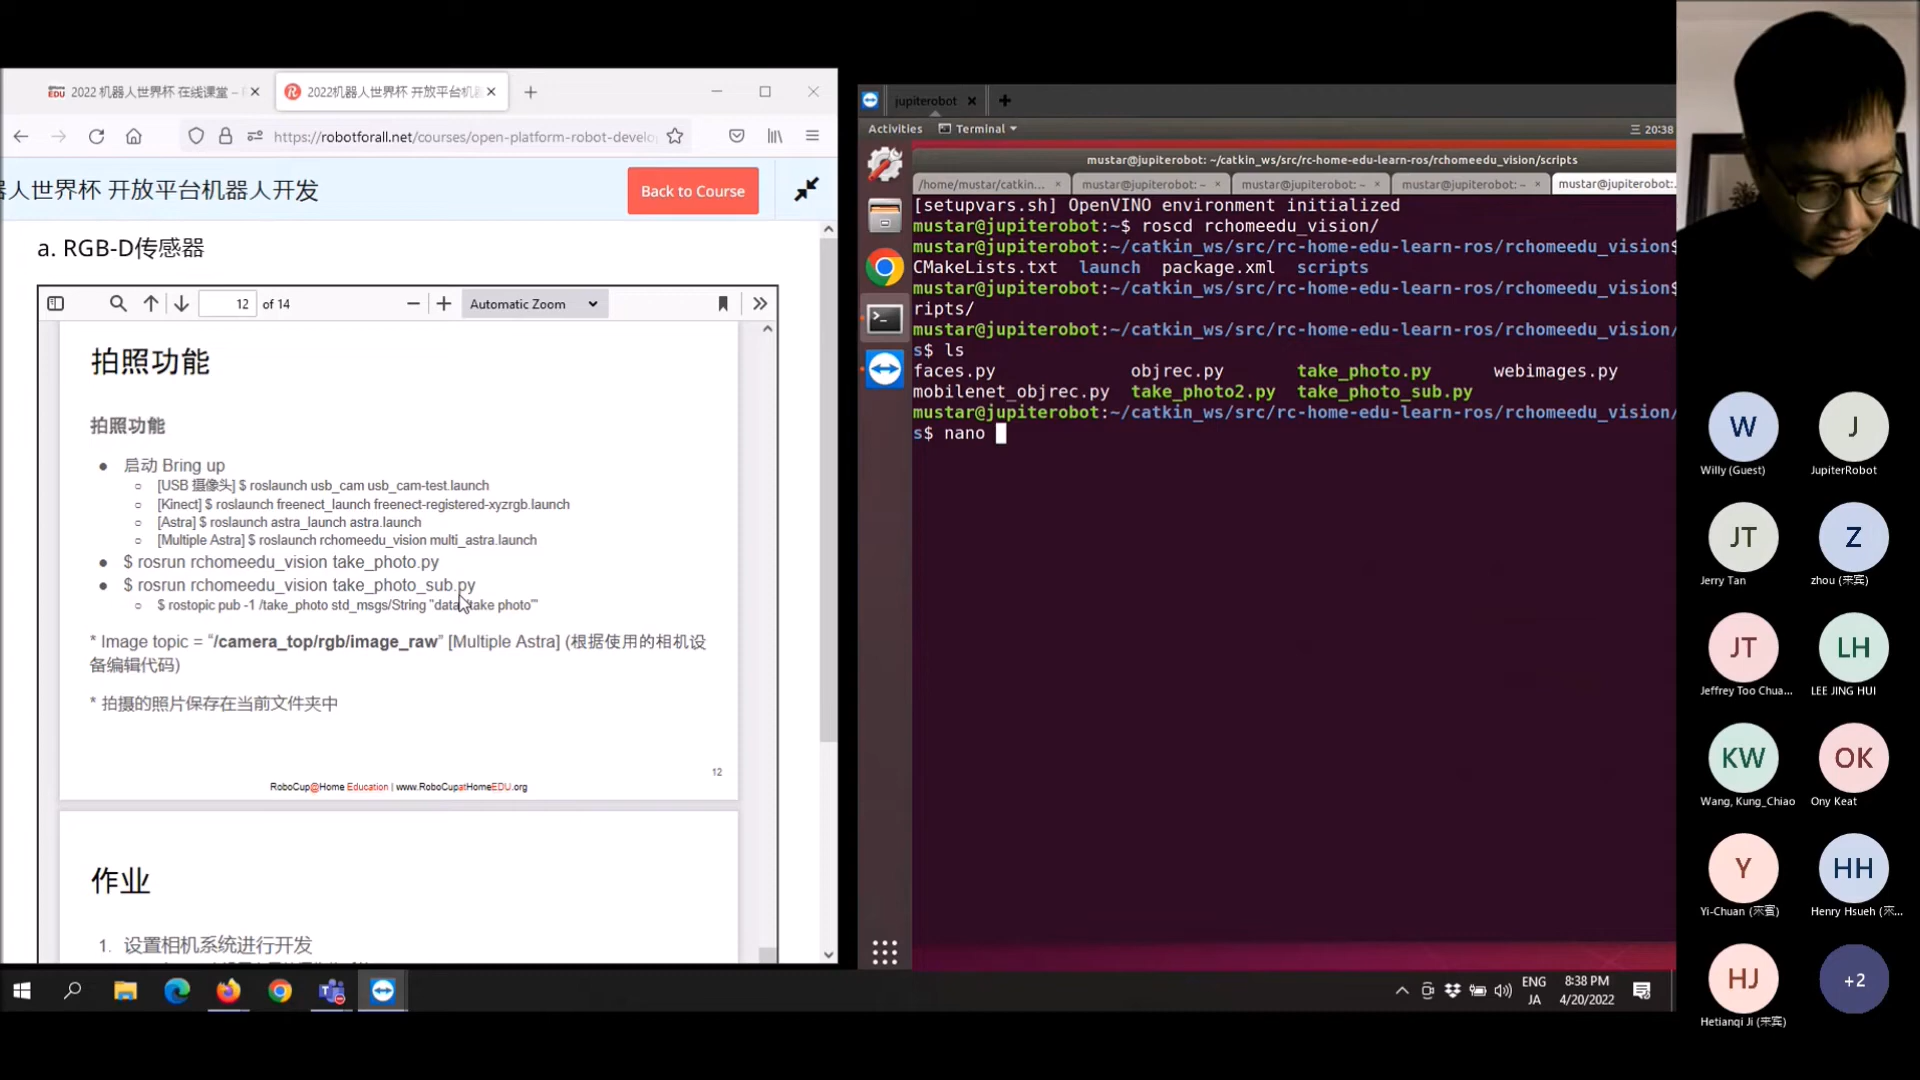 2022 机器人世界杯 在线课堂 –
2022机器人世界杯 开放平台机器
https://robotforall.net/courses/open-platform-robot-develo
器人世界杯 开放平台机器人开发
Back to Course
a. RGB-D传感器
12 of 14
Automatic Zoom
拍照功能
拍照功能
● 启动 Bring up
○ [USB 摄像头] $ roslaunch usb_cam usb_cam-test.launch
○ [Kinect] $ roslaunch freenect_launch freenect-registered-xyzrgb.launch
○ [Astra] $ roslaunch astra_launch astra.launch
○ [Multiple Astra] $ roslaunch rchomeedu_vision multi_astra.launch
● $ rosrun rchomeedu_vision take_photo.py
● $ rosrun rchomeedu_vision take_photo_sub.py
○ $ rostopic pub -1 /take_photo std_msgs/String "data: 'take photo'"
* Image topic = “/camera_top/rgb/image_raw” [Multiple Astra] (根据使用的相机设
备编辑代码)
* 拍摄的照片保存在当前文件夹中
12
RoboCup@Home Education | www.RoboCupatHomeEDU.org
作业
1. 设置相机系统进行开发
jupiterobot
Activities
Terminal
三 20:38
mustar@jupiterobot: ~/catkin_ws/src/rc-home-edu-learn-ros/rchomeedu_vision/scripts
/home/mustar/catkin...
mustar@jupiterobot: ~
mustar@jupiterobot: ~
mustar@jupiterobot: ~
mustar@jupiterobot:
[setupvars.sh] OpenVINO environment initialized
mustar@jupiterobot:~$ roscd rchomeedu_vision/
mustar@jupiterobot:~/catkin_ws/src/rc-home-edu-learn-ros/rchomeedu_vision$
CMakeLists.txt launch package.xml scripts
mustar@jupiterobot:~/catkin_ws/src/rc-home-edu-learn-ros/rchomeedu_vision$
ripts/
mustar@jupiterobot:~/catkin_ws/src/rc-home-edu-learn-ros/rchomeedu_vision/
s$ ls
faces.py objrec.py take_photo.py webimages.py
mobilenet_objrec.py take_photo2.py take_photo_sub.py
mustar@jupiterobot:~/catkin_ws/src/rc-home-edu-learn-ros/rchomeedu_vision/
s$ nano
W
Willy (Guest)
J
JupiterRobot
JT
Jerry Tan
Z
zhou (来宾)
JT
Jeffrey Too Chua...
LH
LEE JING HUI
KW
Wang, Kung_Chiao
OK
Ony Keat
Y
Yi-Chuan (来宾)
HH
Henry Hsueh (来...
HJ
Hetianqi Ji (来宾)
+2
ENG
JA
8:38 PM
4/20/2022